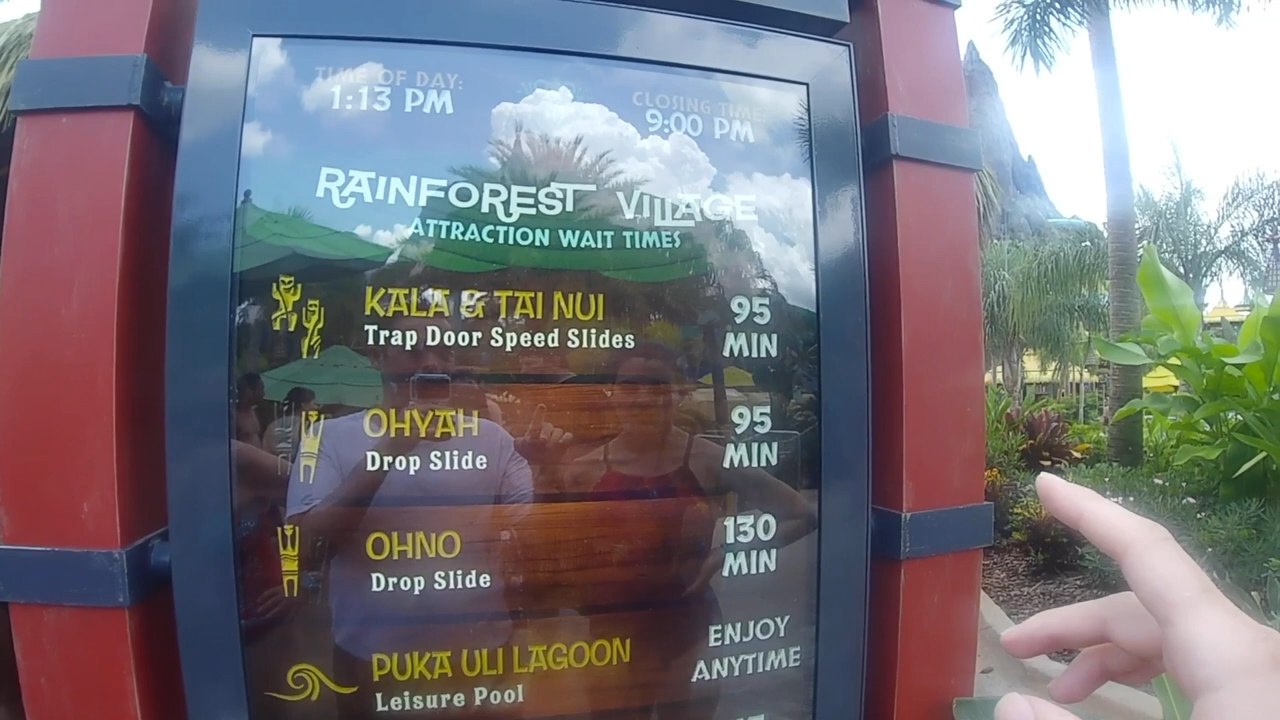 TIME OF DAY:
1:13 PM
CLOSING TIME
9:00 PM
RAINFOREST VILLAGE
ATTRACTION WAIT TIMES
KALA & TAI NUI
Trap Door Speed Slides
95
MIN
OHYAH
Drop Slide
95
MIN
OHNO
Drop Slide
130
MIN
PUKA ULI LAGOON
Leisure Pool
ENJOY
ANYTIME